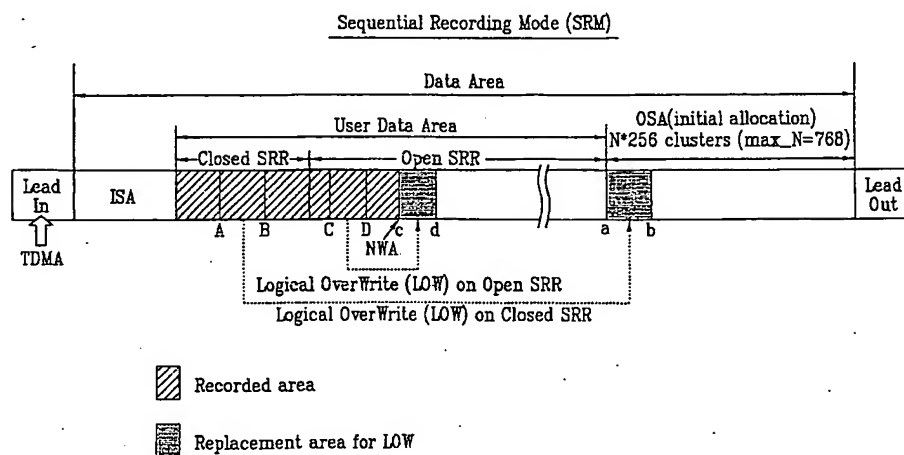 Sequential Recording Mode (SRM)
Data Area
OSA(initial allocation)
N*256 clusters (max_N=768)
User Data Area
Closed SRR
Open SRR
Lead
In
ISA
Lead
Out
A
B
C
D
c
d
a
b
NWA
TDMA
Logical OverWrite (LOW) on Open SRR
Logical OverWrite (LOW) on Closed SRR
Recorded area
Replacement area for LOW